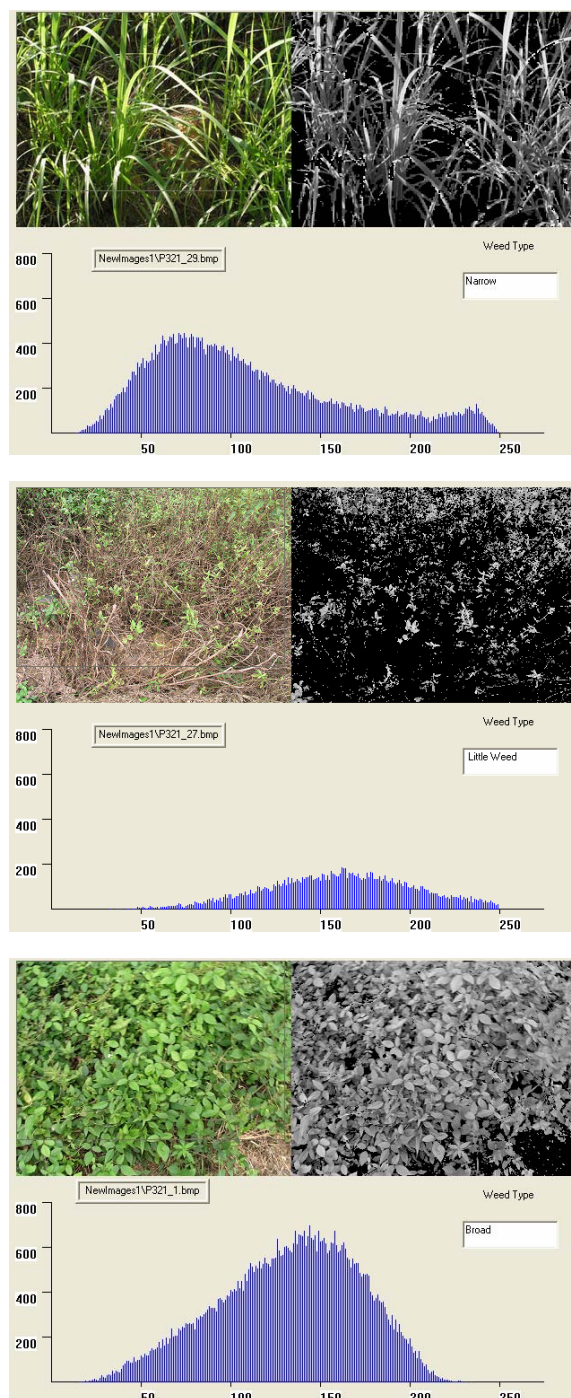 Weed Type
800
NewImages1\P321_29.bmp
Narrow
600
400
200
50 100 150 200 250
Weed Type
800
NewImages1\P321_27.bmp
Little Weed
600
400
200
50 100 150 200 250
NewImages1\P321_1.bmp
Weed Type
800
Broad
600
400
200
50 100 150 200 250